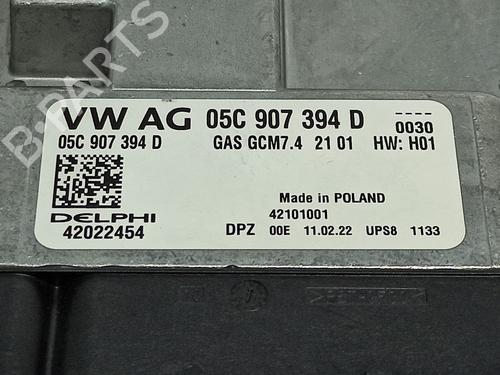 B-PARTS
VW AG 05C 907 394 D ----
0030
05C 907 394 D GAS GCM7.4 21 01 HW: H01
Made in POLAND
DELPHI 42101001
42022454 DPZ 00E 11.02.22 UPS8 1133